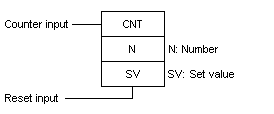 Counter input
CNT
N
N: Number
SV
SV: Set value
Reset input